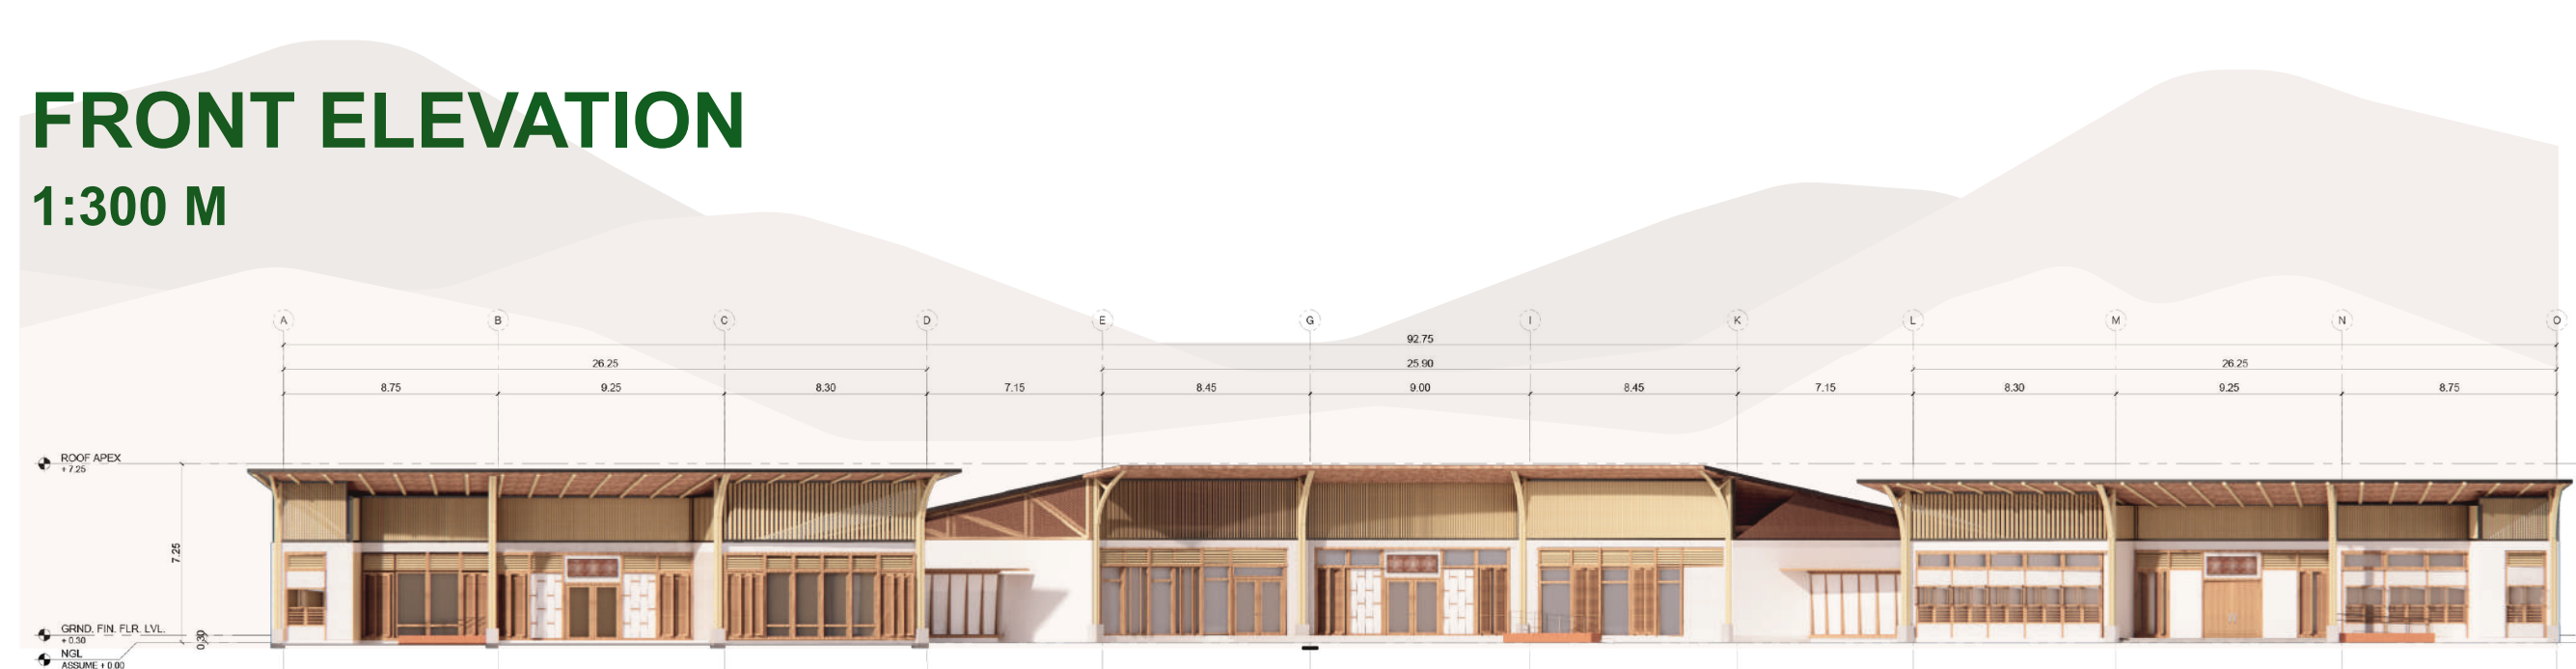 FRONT ELEVATION
1:300 M
A B C D E G I K L M N O
92.75
26.25 25.90 26.25
8.75 9.25 8.30 7.15 8.45 9.00 8.45 7.15 8.30 9.25 8.75
ROOF APEX
+ 7.25
7.25
GRND. FIN. FLR. LVL.
+ 0.30
0.30
NGL
ASSUME + 0.00